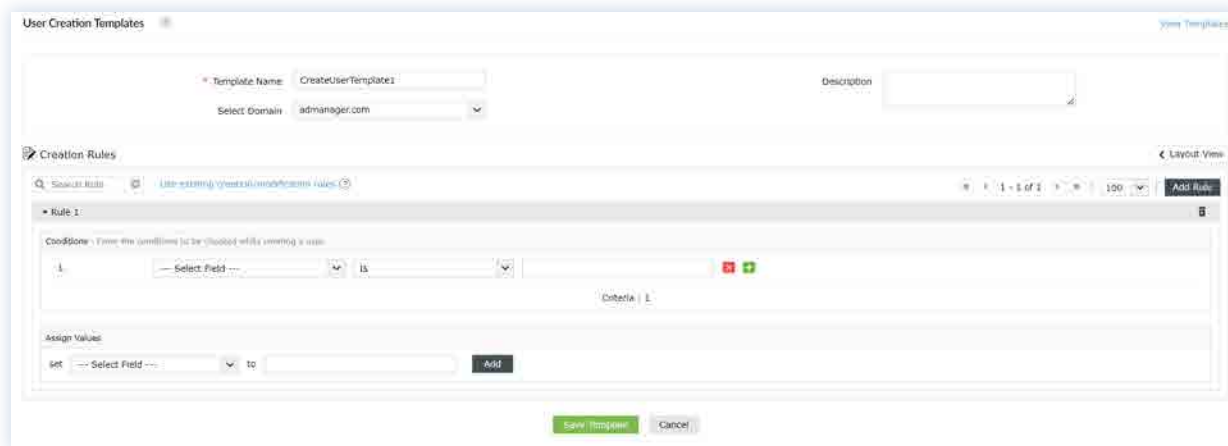 User Creation Templates
View Templates
* Template Name CreateUserTemplate1
Description
Select Domain admanager.com
Creation Rules
Layout View
Search Rule Use existing creation/modification rules
1 - 1 of 1 100 Add Rule
Rule 1
Conditions - Enter the conditions to be checked while creating a user
1. --- Select Field --- is
Criteria 1
Assign Values
set --- Select Field --- to Add
Save Template Cancel